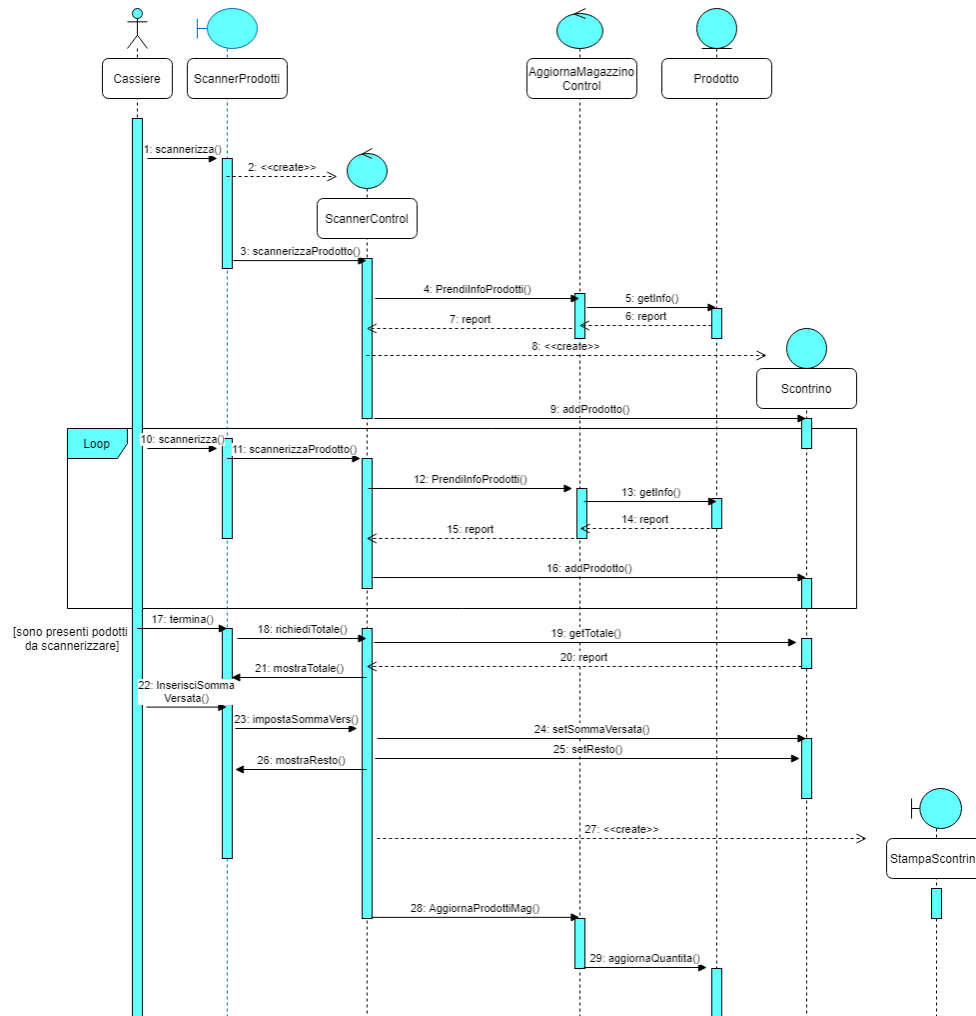 Cassiere
ScannerProdotti
AggiornaMagazzino
Control
Prodotto
1: scannerizza()
2: <<create>>
ScannerControl
3: scannerizzaProdotto()
4: PrendiInfoProdotti()
5: getInfo()
6: report
7: report
8: <<create>>
Scontrino
9: addProdotto()
Loop
10: scannerizza()
11: scannerizzaProdotto()
12: PrendiInfoProdotti()
13: getInfo()
14: report
15: report
16: addProdotto()
[sono presenti podotti
da scannerizzare]
17: termina()
18: richiediTotale()
19: getTotale()
20: report
21: mostraTotale()
22: InserisciSomma
Versata()
23: impostaSommaVers()
24: setSommaVersata()
25: setResto()
26: mostraResto()
27: <<create>>
StampaScontrin
28: AggiornaProdottiMag()
29: aggiornaQuantita()